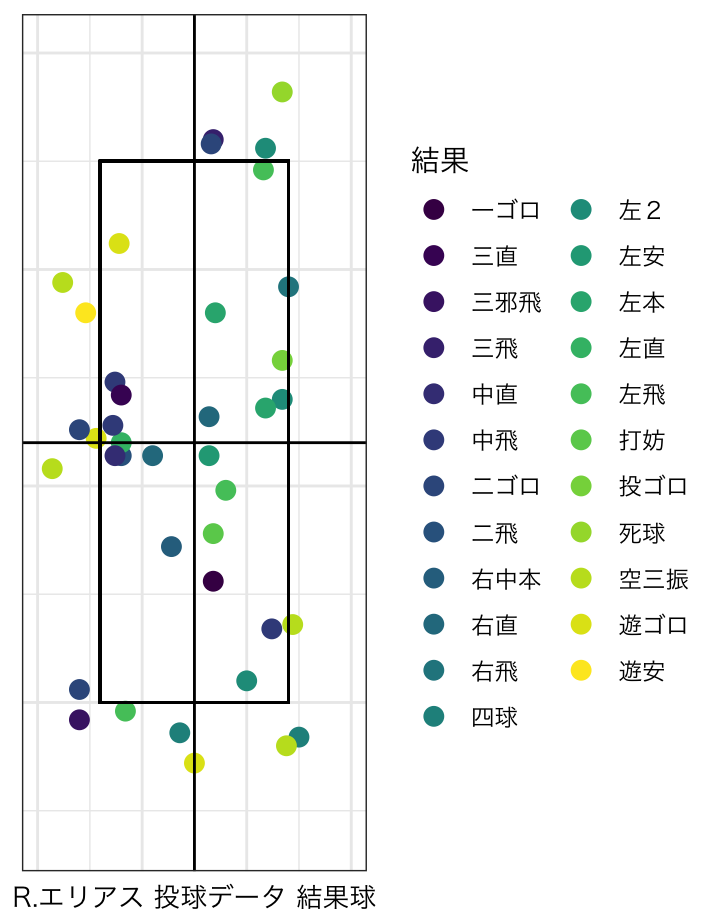 結果
一ゴロ
三直
三邪飛
三飛
中直
中飛
二ゴロ
二飛
右中本
右直
右飛
四球
左２
左安
左本
左直
左飛
打妨
投ゴロ
死球
空三振
遊ゴロ
遊安
R.エリアス 投球データ 結果球